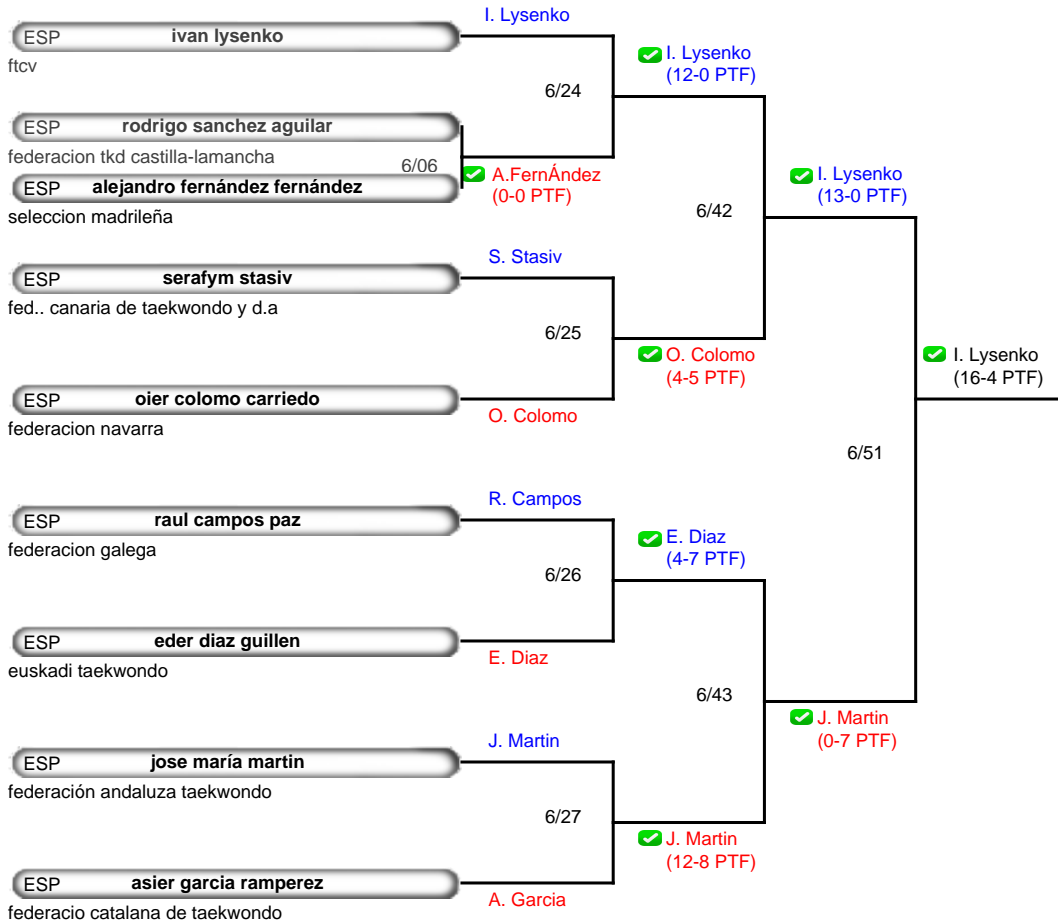 I. Lysenko
ESP ivan lysenko
ftcv
I. Lysenko
(12-0 PTF)
6/24
ESP rodrigo sanchez aguilar
federacion tkd castilla-lamancha
6/06
A.FernÁndez
(0-0 PTF)
ESP alejandro fernández fernández
seleccion madrileña
I. Lysenko
(13-0 PTF)
6/42
S. Stasiv
ESP serafym stasiv
fed.. canaria de taekwondo y d.a
6/25
O. Colomo
(4-5 PTF)
I. Lysenko
(16-4 PTF)
ESP oier colomo carriedo
federacion navarra
O. Colomo
6/51
R. Campos
ESP raul campos paz
federacion galega
E. Diaz
(4-7 PTF)
6/26
ESP eder diaz guillen
euskadi taekwondo
E. Diaz
6/43
J. Martin
(0-7 PTF)
J. Martin
ESP jose maría martin
federación andaluza taekwondo
6/27
J. Martin
(12-8 PTF)
ESP asier garcia ramperez
federacio catalana de taekwondo
A. Garcia